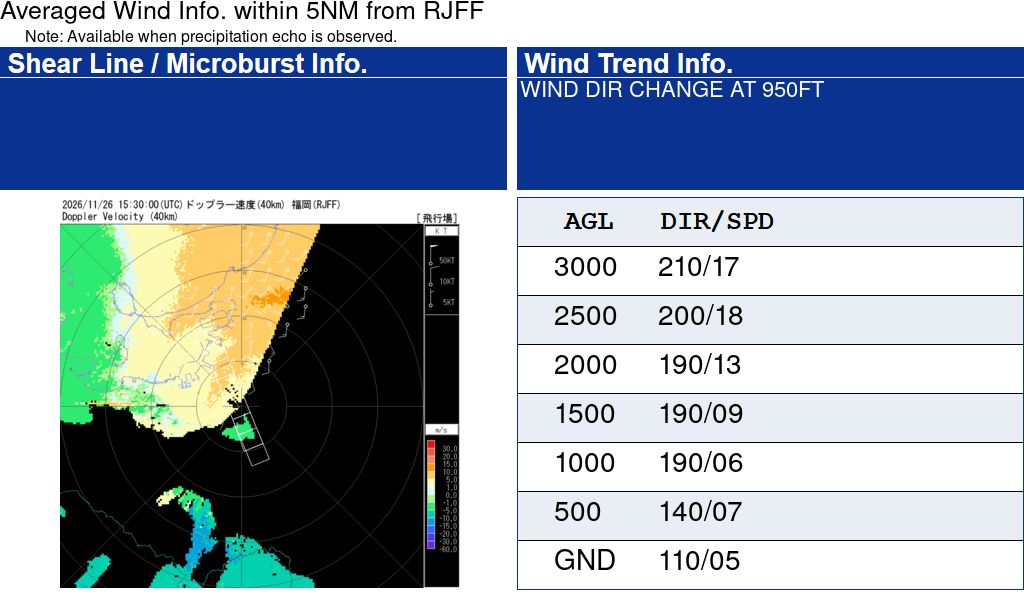 Averaged Wind Info. within 5NM from RJFF
Note: Available when precipitation echo is observed.
Shear Line / Microburst Info.
Wind Trend Info.
WIND DIR CHANGE AT 950FT
2026/11/26 15:30:00(UTC) ドップラー速度(40km) 福岡(RJFF)
Doppler Velocity (40km)
[飛行場]
KT
50KT
10KT
5KT
m/s
30.0
20.0
15.0
10.0
5.0
1.0
0.0
-1.0
-5.0
-10.0
-15.0
-20.0
-30.0
-60.0
AGL DIR/SPD
3000 210/17
2500 200/18
2000 190/13
1500 190/09
1000 190/06
500 140/07
GND 110/05